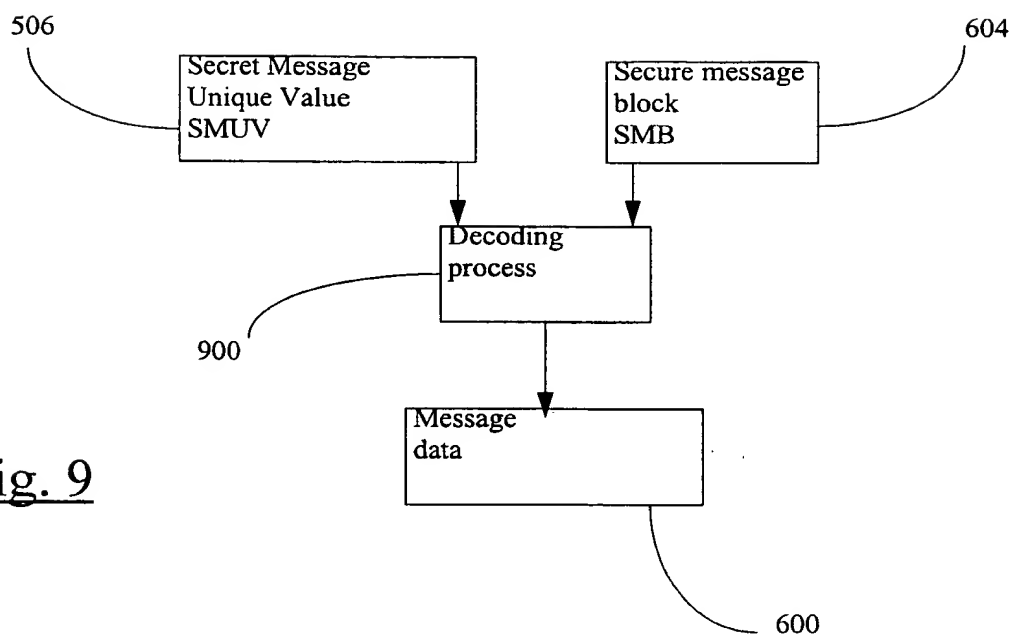 506
604
Secret Message
Unique Value
SMUV
Secure message
block
SMB
Decoding
process
900
Message
data
ig. 9
600